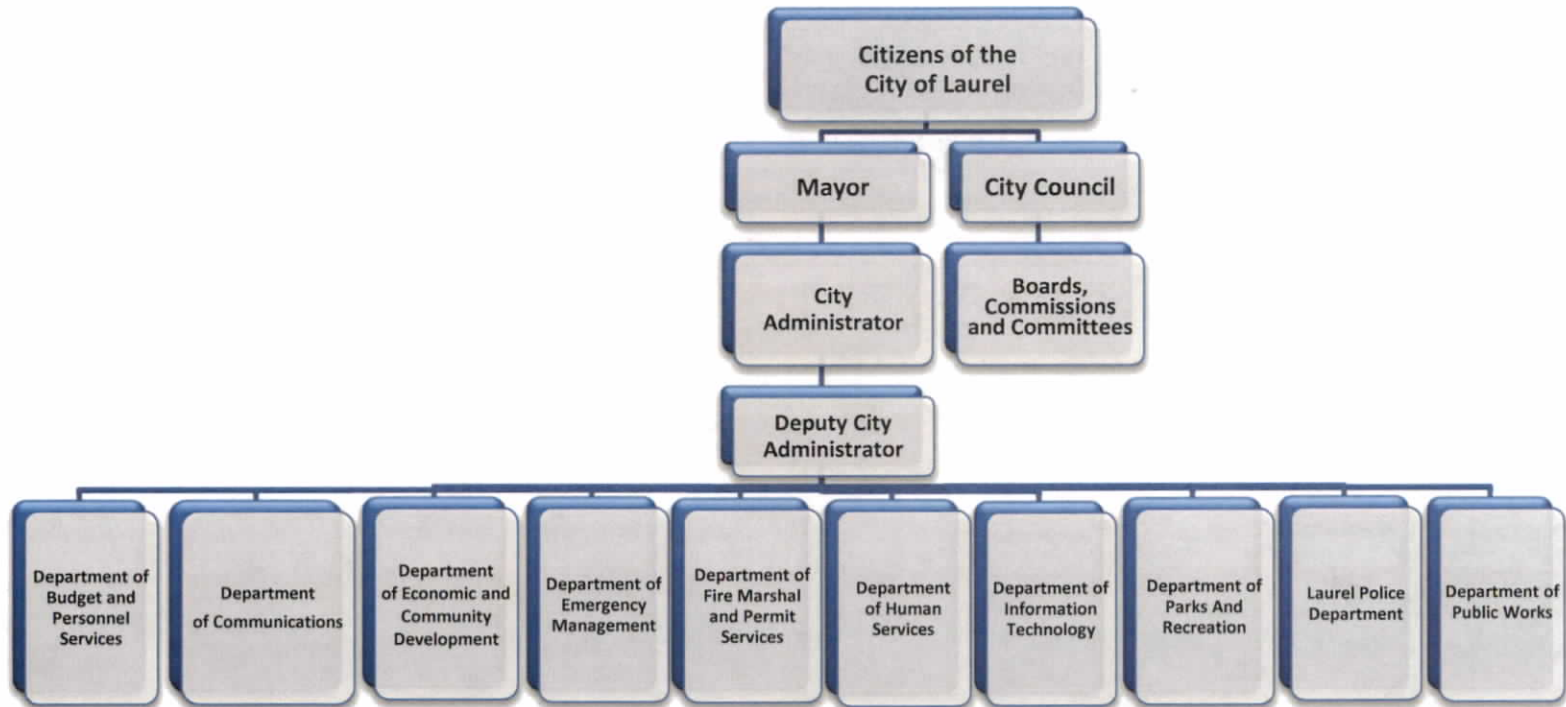 Citizens of the
City of Laurel
Mayor
City Council
City
Administrator
Boards,
Commissions
and Committees
Deputy City
Administrator
Department of
Budget and
Personnel
Services
Department
of Communications
Department
of Economic and
Community
Development
Department of
Emergency
Management
Department of
Fire Marshal
and Permit
Services
Department
of Human
Services
Department of
Information
Technology
Department of
Parks And
Recreation
Laurel Police
Department
Department of
Public Works